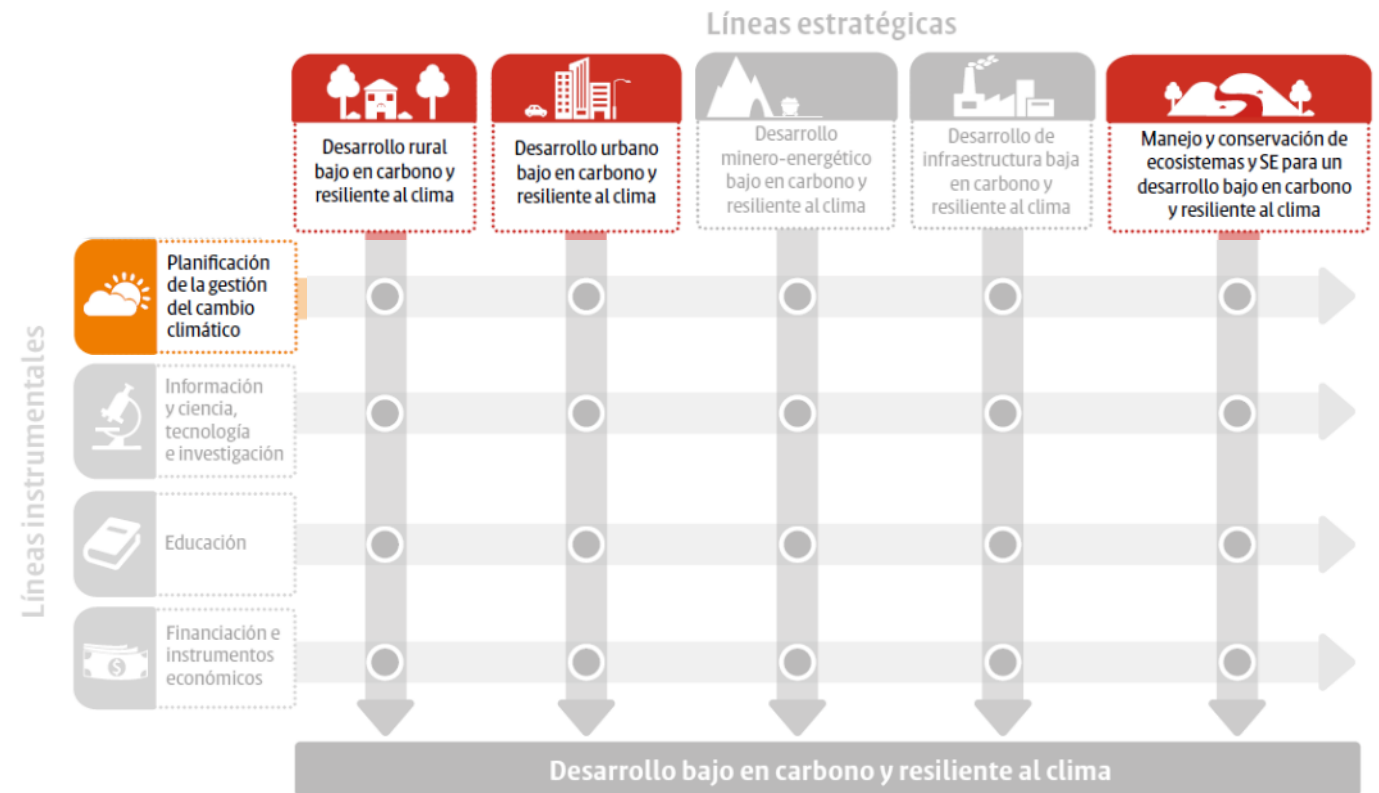 Líneas estratégicas
Desarrollo rural
bajo en carbono y
resiliente al clima
Desarrollo urbano
bajo en carbono y
resiliente al clima
Desarrollo
minero-energético
bajo en carbono y
resiliente al clima
Desarrollo de
infraestructura baja
en carbono y
resiliente al clima
Manejo y conservación de
ecosistemas y SE para un
desarrollo bajo en carbono
y resiliente al clima
Líneas instrumentales
Planificación
de la gestión
del cambio
climático
Información
y ciencia,
tecnología
e investigación
Educación
Financiación e
instrumentos
económicos
$
Desarrollo bajo en carbono y resiliente al clima